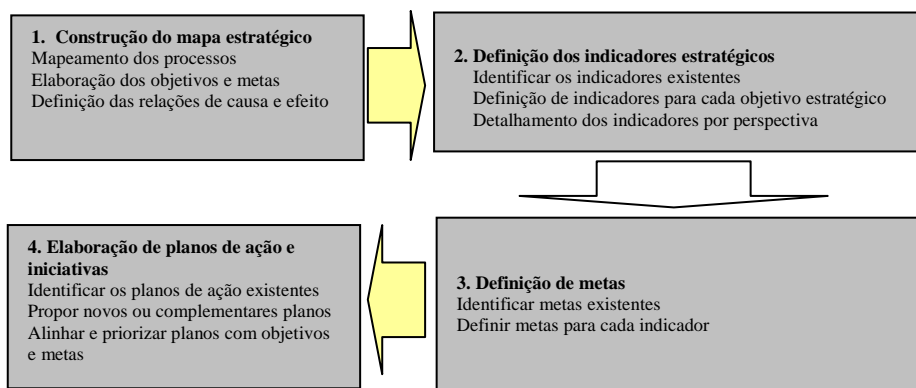 1. Construção do mapa estratégico
Mapeamento dos processos
Elaboração dos objetivos e metas
Definição das relações de causa e efeito
2. Definição dos indicadores estratégicos
Identificar os indicadores existentes
Definição de indicadores para cada objetivo estratégico
Detalhamento dos indicadores por perspectiva
3. Definição de metas
Identificar metas existentes
Definir metas para cada indicador
4. Elaboração de planos de ação e
iniciativas
Identificar os planos de ação existentes
Propor novos ou complementares planos
Alinhar e priorizar planos com objetivos
e metas